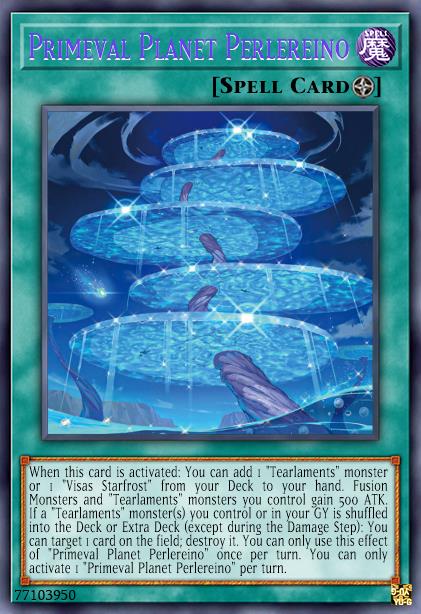 PRIMEVAL PLANET PERLEREINO
SPELL
魔
[SPELL CARD]
When this card is activated: You can add 1 "Tearlaments" monster
or 1 "Visas Starfrost" from your Deck to your hand. Fusion
Monsters and "Tearlaments" monsters you control gain 500 ATK.
If a "Tearlaments" monster(s) you control or in your GY is shuffled
into the Deck or Extra Deck (except during the Damage Step): You
can target 1 card on the field; destroy it. You can only use this effect
of "Primeval Planet Perlereino" once per turn. You can only
activate 1 "Primeval Planet Perlereino" per turn.
77103950